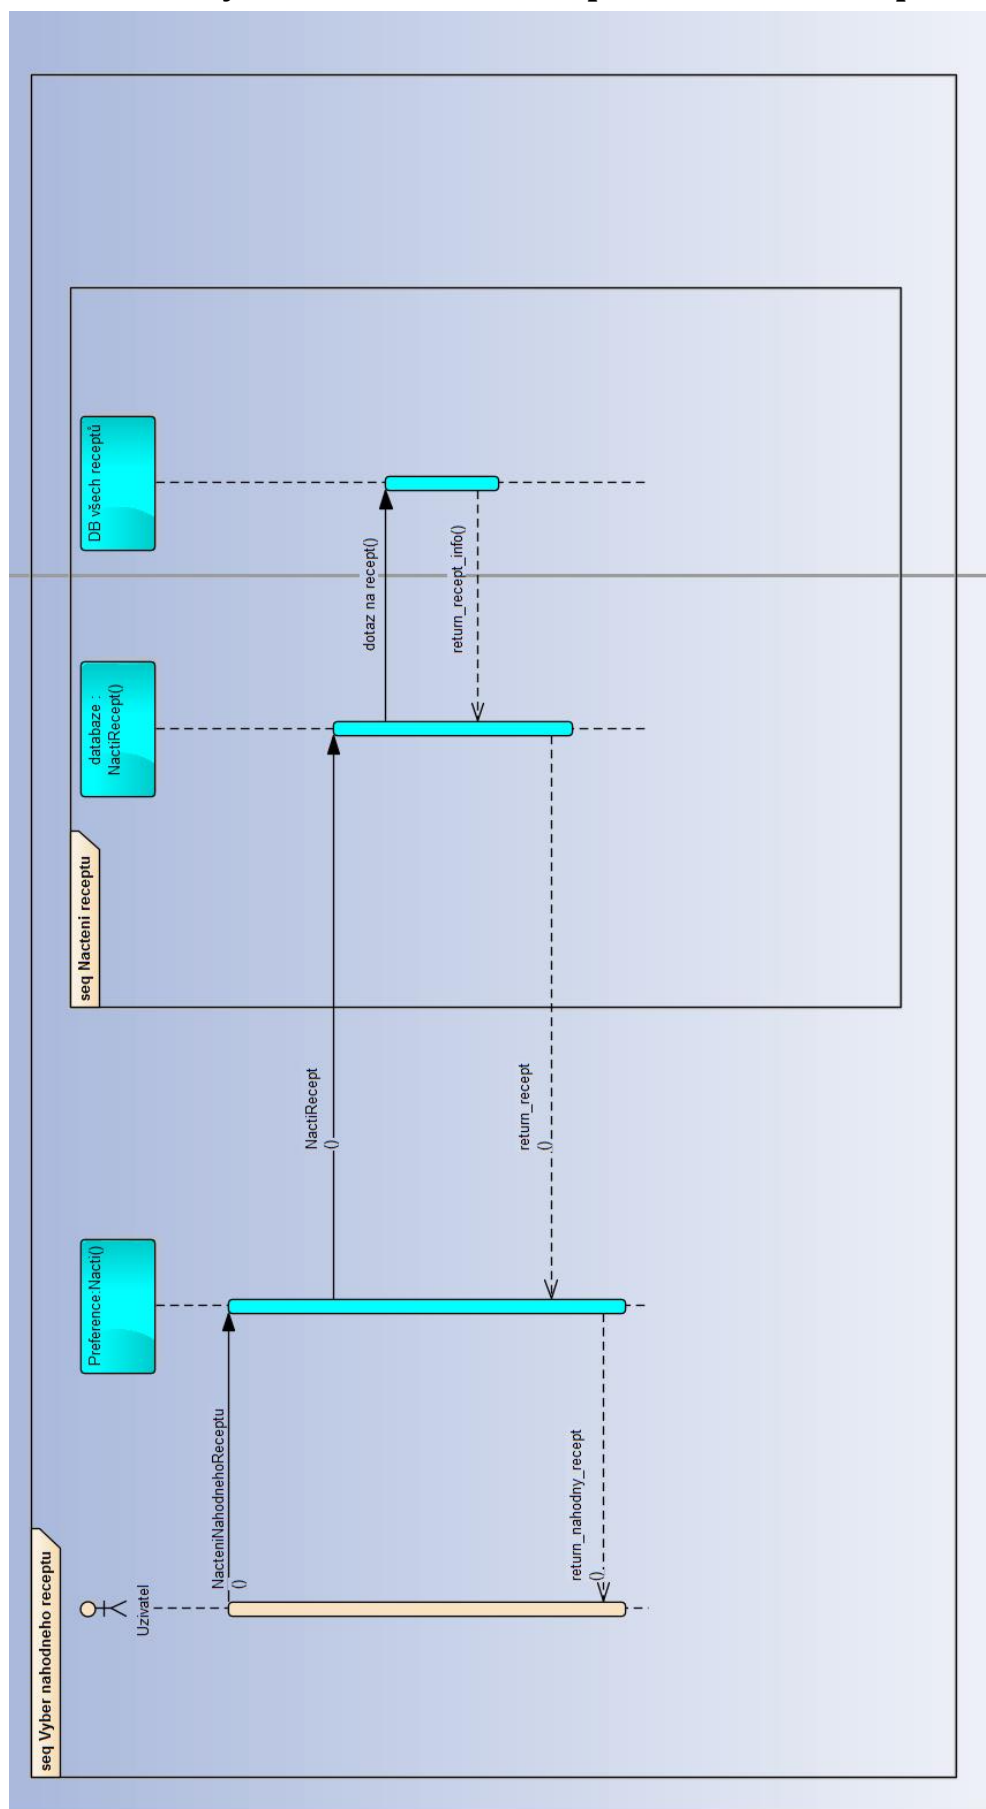 seq Vyber nahodneho receptu
seq Nacteni receptu
Uzivatel
Preference:Nacti()
databaze :
NactiRecept()
DB všech receptů
NacteniNahodnehoReceptu
()
NactiRecept
()
dotaz na recept()
return_recept_info()
return_recept
()
return_nahodny_recept
()